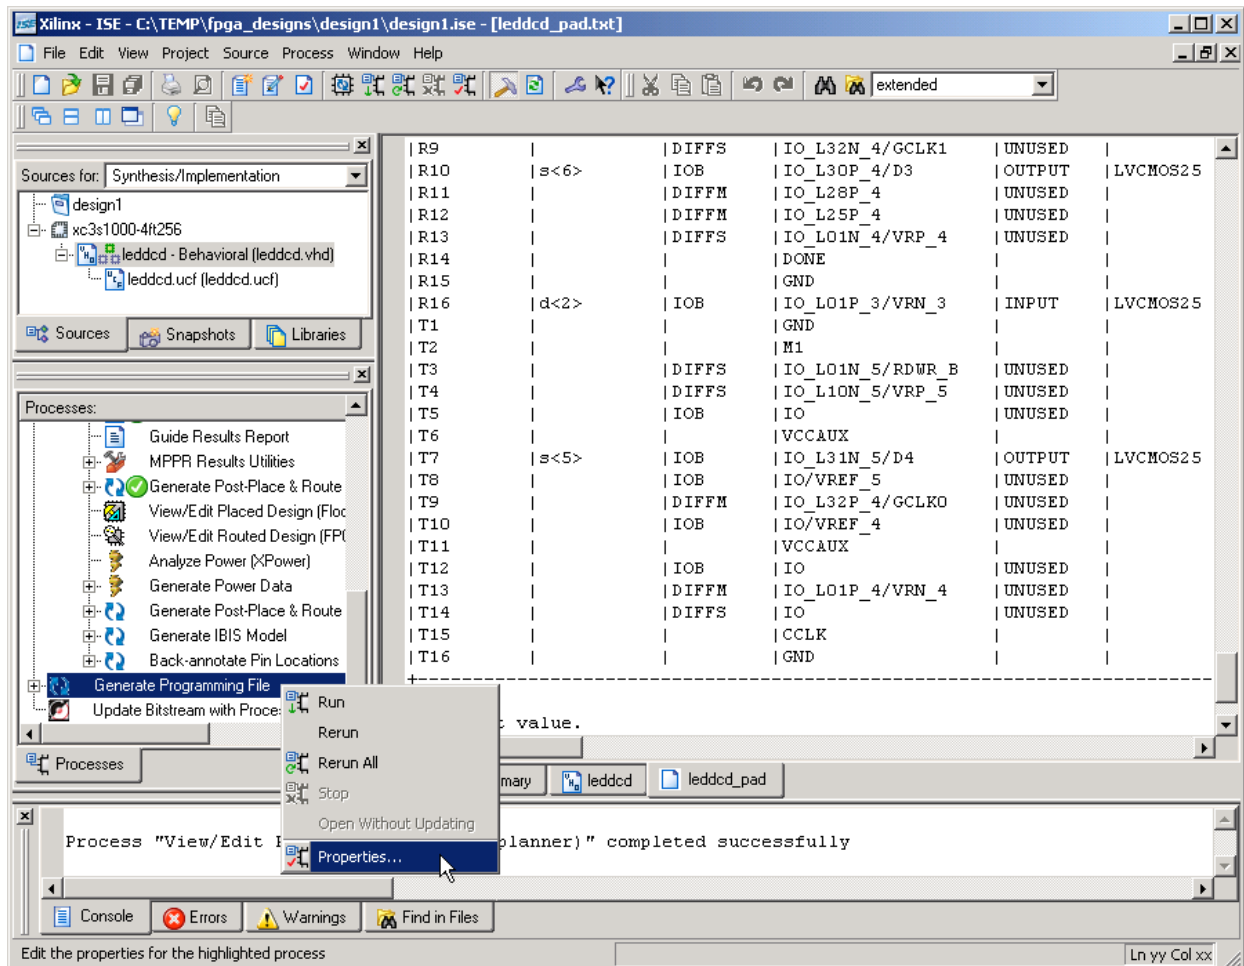 Xilinx - ISE - C:\TEMP\fpga_designs\design1\design1.ise - [leddcd_pad.txt]
File Edit View Project Source Process Window Help
extended
Sources for: Synthesis/Implementation
design1
xc3s1000-4ft256
leddcd - Behavioral (leddcd.vhd)
leddcd.ucf (leddcd.ucf)
Sources Snapshots Libraries
Processes:
Guide Results Report
MPPR Results Utilities
Generate Post-Place & Route
View/Edit Placed Design (Floo
View/Edit Routed Design (FP
Analyze Power (XPower)
Generate Power Data
Generate Post-Place & Route
Generate IBIS Model
Back-annotate Pin Locations
Generate Programming File
Update Bitstream with Proce
Processes
|R9 | |DIFFS |IO_L32N_4/GCLK1 |UNUSED |
|R10 |s<6> |IOB |IO_L30P_4/D3 |OUTPUT |LVCMOS25
|R11 | |DIFFM |IO_L28P_4 |UNUSED |
|R12 | |DIFFM |IO_L25P_4 |UNUSED |
|R13 | |DIFFS |IO_L01N_4/VRP_4 |UNUSED |
|R14 | | |DONE | |
|R15 | | |GND | |
|R16 |d<2> |IOB |IO_L01P_3/VRN_3 |INPUT |LVCMOS25
|T1 | | |GND | |
|T2 | | |M1 | |
|T3 | |DIFFS |IO_L01N_5/RDWR_B |UNUSED |
|T4 | |DIFFS |IO_L10N_5/VRP_5 |UNUSED |
|T5 | |IOB |IO |UNUSED |
|T6 | | |VCCAUX | |
|T7 |s<5> |IOB |IO_L31N_5/D4 |OUTPUT |LVCMOS25
|T8 | |IOB |IO/VREF_5 |UNUSED |
|T9 | |DIFFM |IO_L32P_4/GCLK0 |UNUSED |
|T10 | |IOB |IO/VREF_4 |UNUSED |
|T11 | | |VCCAUX | |
|T12 | |IOB |IO |UNUSED |
|T13 | |DIFFM |IO_L01P_4/VRN_4 |UNUSED |
|T14 | |DIFFS |IO |UNUSED |
|T15 | | |CCLK | |
|T16 | | |GND | |
t value.
Run
Rerun
Rerun All
Stop
Open Without Updating
Properties...
mary leddcd leddcd_pad
Process "View/Edit planner)" completed successfully
Console Errors Warnings Find in Files
Edit the properties for the highlighted process
Ln yy Col xx